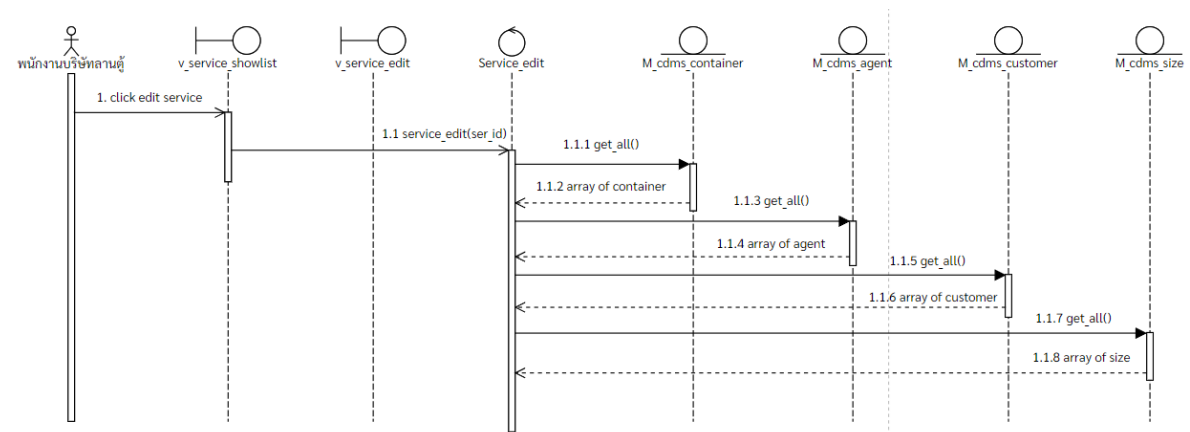 พนักงานบริษัทลานตู้
v_service_showlist
v_service_edit
Service_edit
M_cdms_container
M_cdms_agent
M_cdms_customer
M_cdms_size
1. click edit service
1.1 service_edit(ser_id)
1.1.1 get_all()
1.1.2 array of container
1.1.3 get_all()
1.1.4 array of agent
1.1.5 get_all()
1.1.6 array of customer
1.1.7 get_all()
1.1.8 array of size